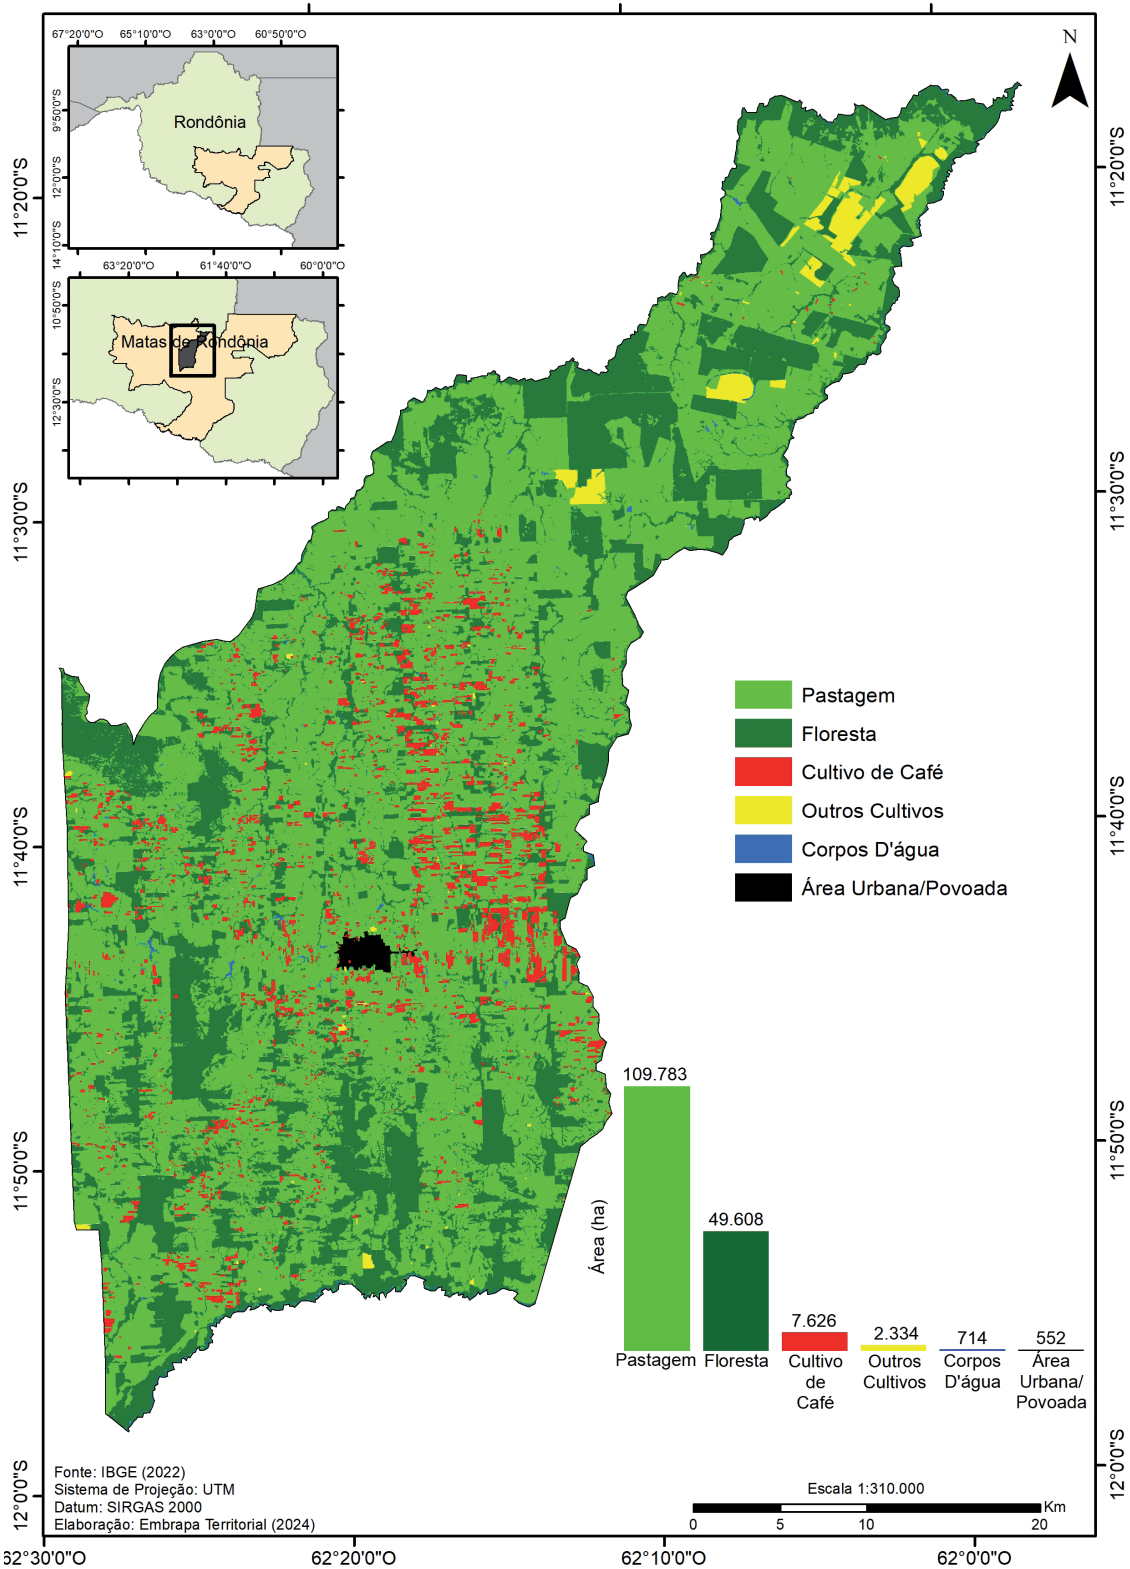 N
67°20'0"O 65°10'0"O 63°0'0"O 60°50'0"O
9°50'0"S
12°0'0"S
14°10'0"S
Rondônia
63°20'0"O 61°40'0"O 60°0'0"O
10°50'0"S
12°30'0"S
Matas de Rondônia
11°20'0"S
11°30'0"S
11°40'0"S
11°50'0"S
12°0'0"S
11°20'0"S
11°30'0"S
11°40'0"S
11°50'0"S
12°0'0"S
Pastagem
Floresta
Cultivo de Café
Outros Cultivos
Corpos D'água
Área Urbana/Povoada
Área (ha)
109.783
49.608
7.626
2.334
714
552
Pastagem
Floresta
Cultivo
de
Café
Outros
Cultivos
Corpos
D'água
Área
Urbana/
Povoada
Fonte: IBGE (2022)
Sistema de Projeção: UTM
Datum: SIRGAS 2000
Elaboração: Embrapa Territorial (2024)
Escala 1:310.000
Km
0 5 10 20
62°30'0"O 62°20'0"O 62°10'0"O 62°0'0"O